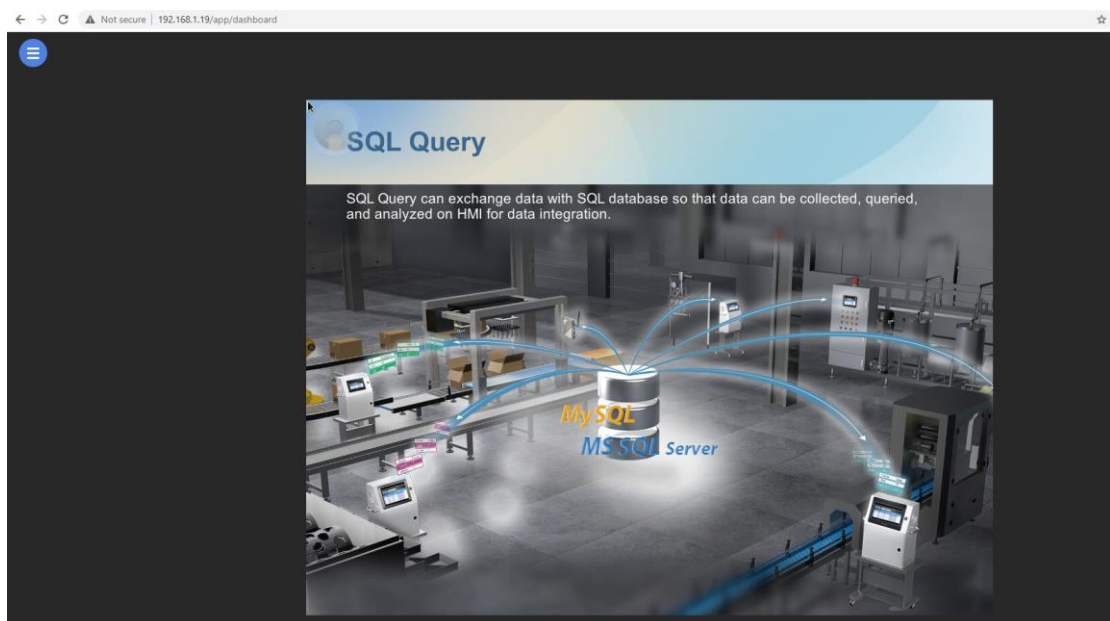 Not secure | 192.168.1.19/app/dashboard
SQL Query
SQL Query can exchange data with SQL database so that data can be collected, queried,
and analyzed on HMI for data integration.
MySQL
MS SQL Server